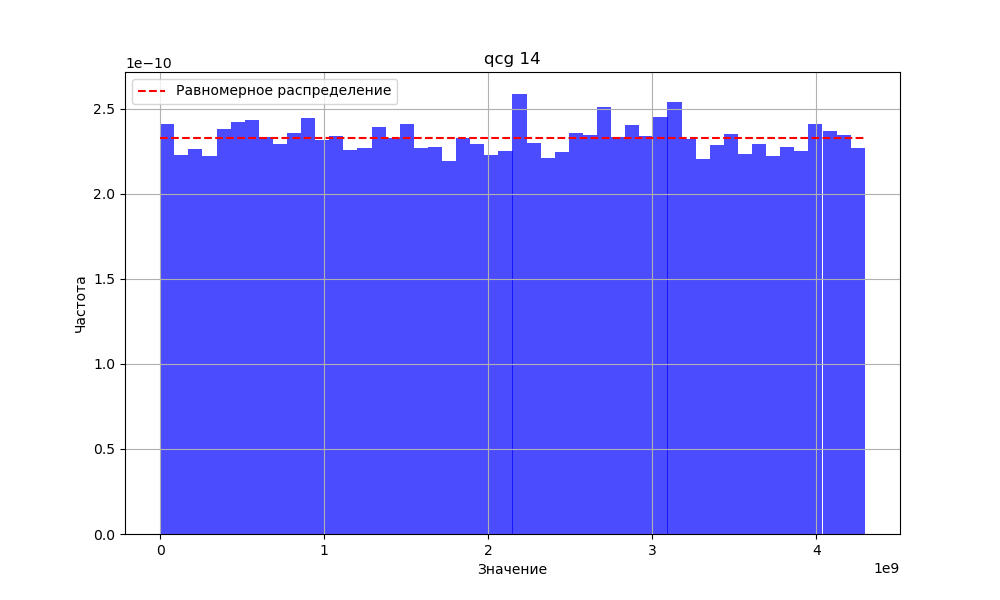 qcg 14
1e−10
Равномерное распределение
2.5
2.0
1.5
1.0
0.5
0.0
Частота
0 1 2 3 4
1e9
Значение